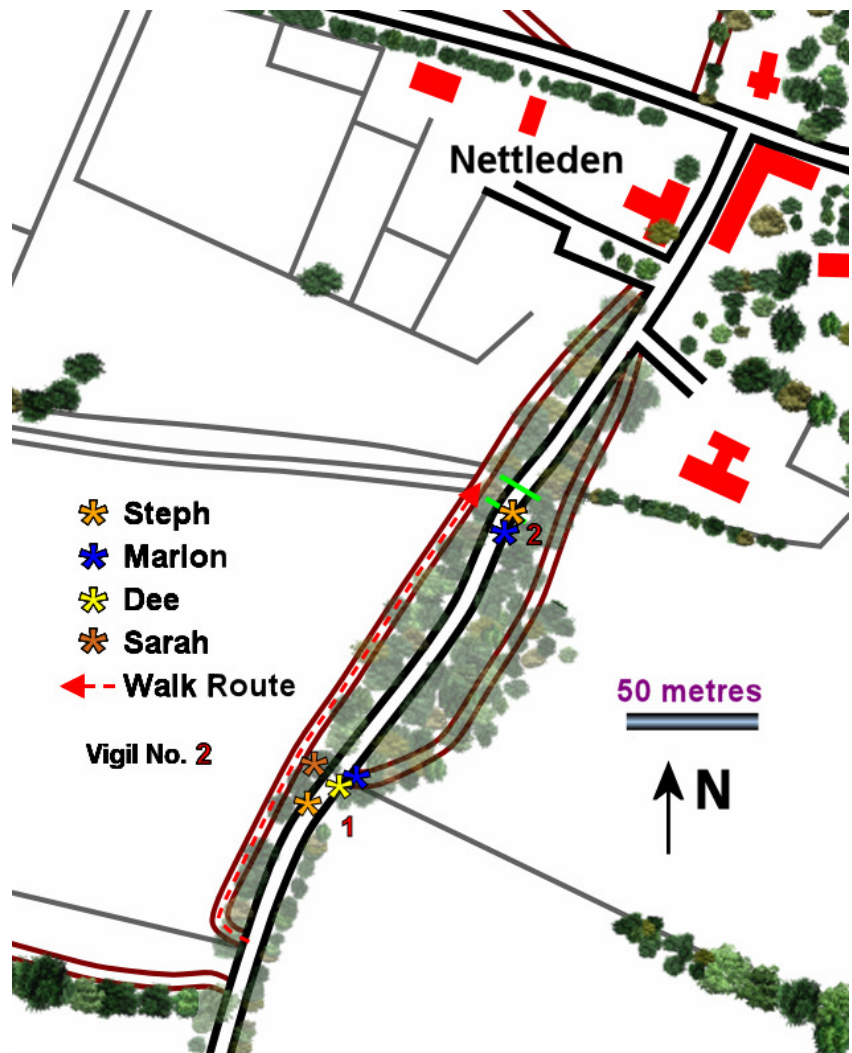 Nettleden
Steph
Marlon
Dee
Sarah
Walk Route
Vigil No. 2
2
50 metres
N
1